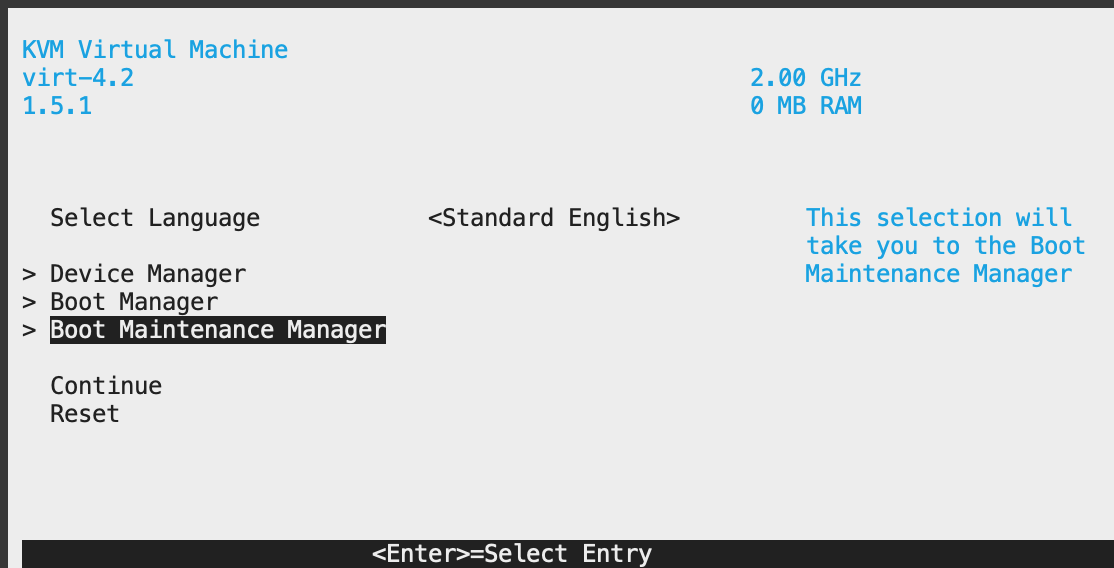 KVM Virtual Machine
virt-4.2 2.00 GHz
1.5.1 0 MB RAM
Select Language <Standard English> This selection will
take you to the Boot
> Device Manager Maintenance Manager
> Boot Manager
> Boot Maintenance Manager
Continue
Reset
<Enter>=Select Entry